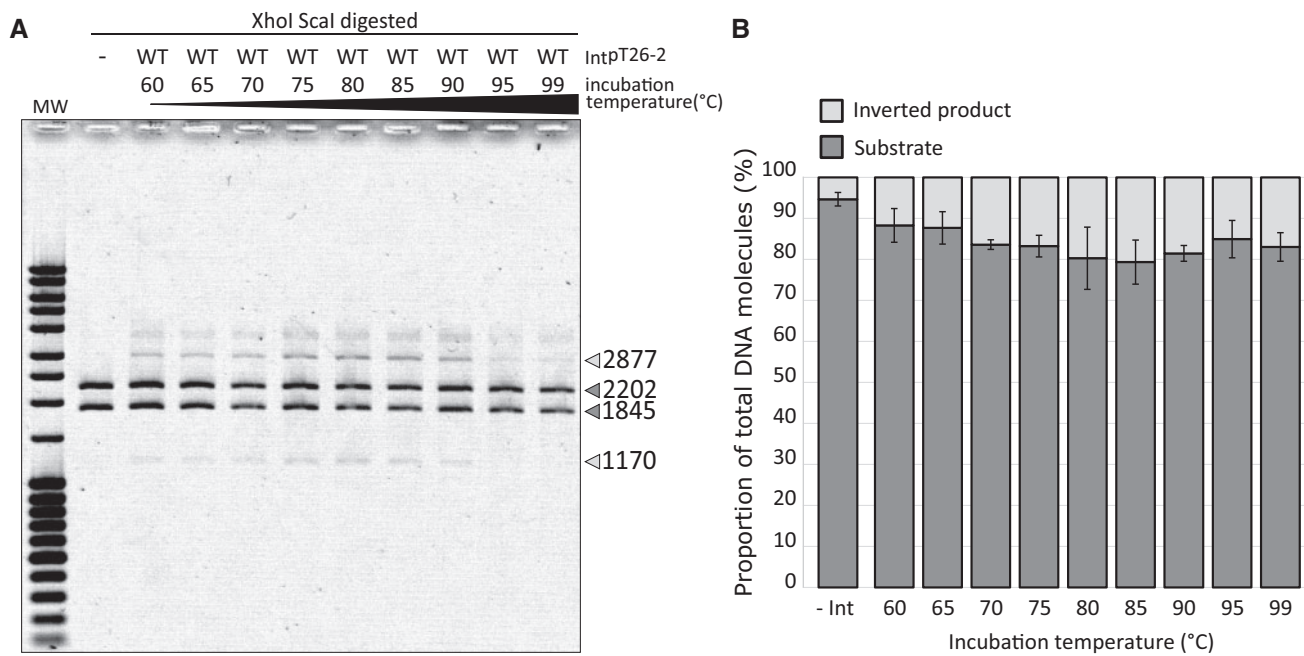 A
XhoI ScaI digested
- WT WT WT WT WT WT WT WT WT IntpT26-2
60 65 70 75 80 85 90 95 99 incubation
temperature(°C)
MW
2877
2202
1845
1170
B
Inverted product
Substrate
Proportion of total DNA molecules (%)
100
90
80
70
60
50
40
30
20
10
0
- Int 60 65 70 75 80 85 90 95 99
Incubation temperature (°C)